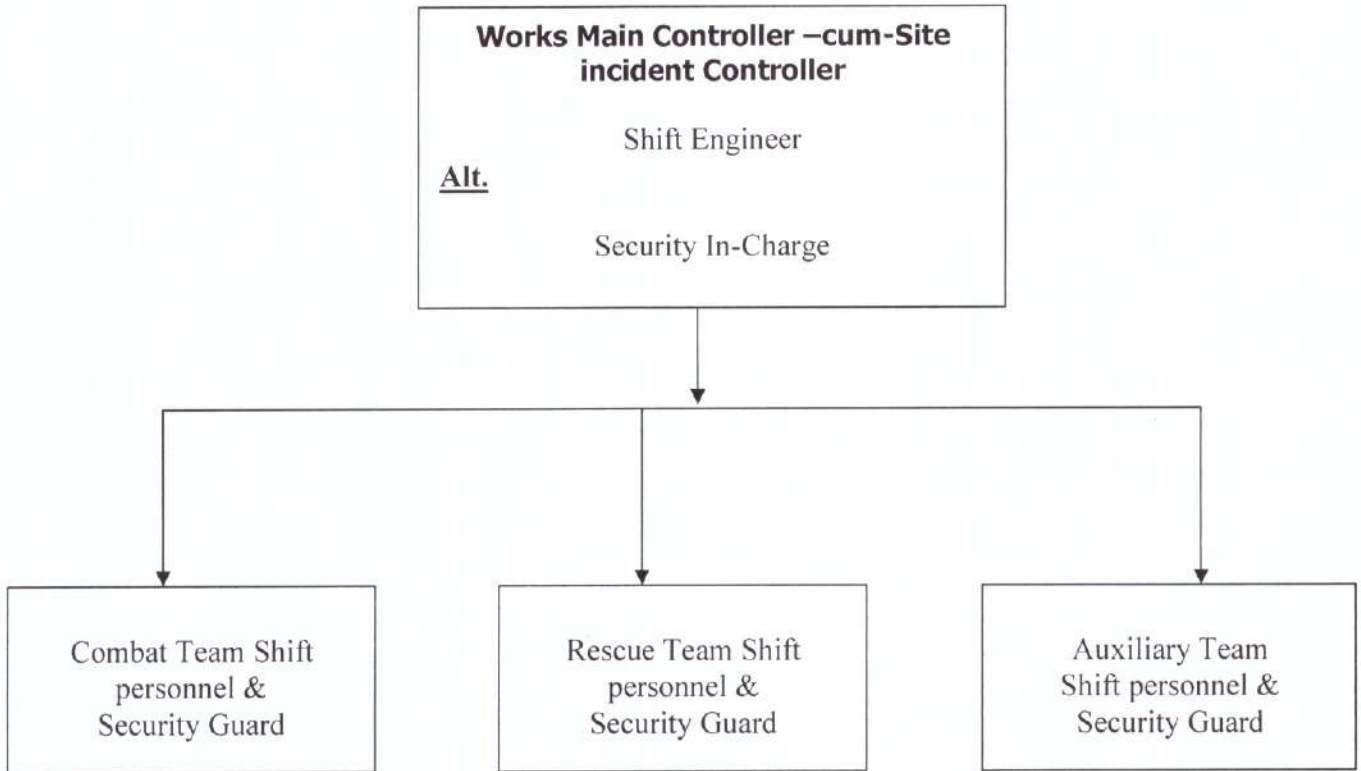 Works Main Controller –cum-Site
incident Controller
Shift Engineer
Alt.
Security In-Charge
Combat Team Shift
personnel &
Security Guard
Rescue Team Shift
personnel &
Security Guard
Auxiliary Team
Shift personnel &
Security Guard